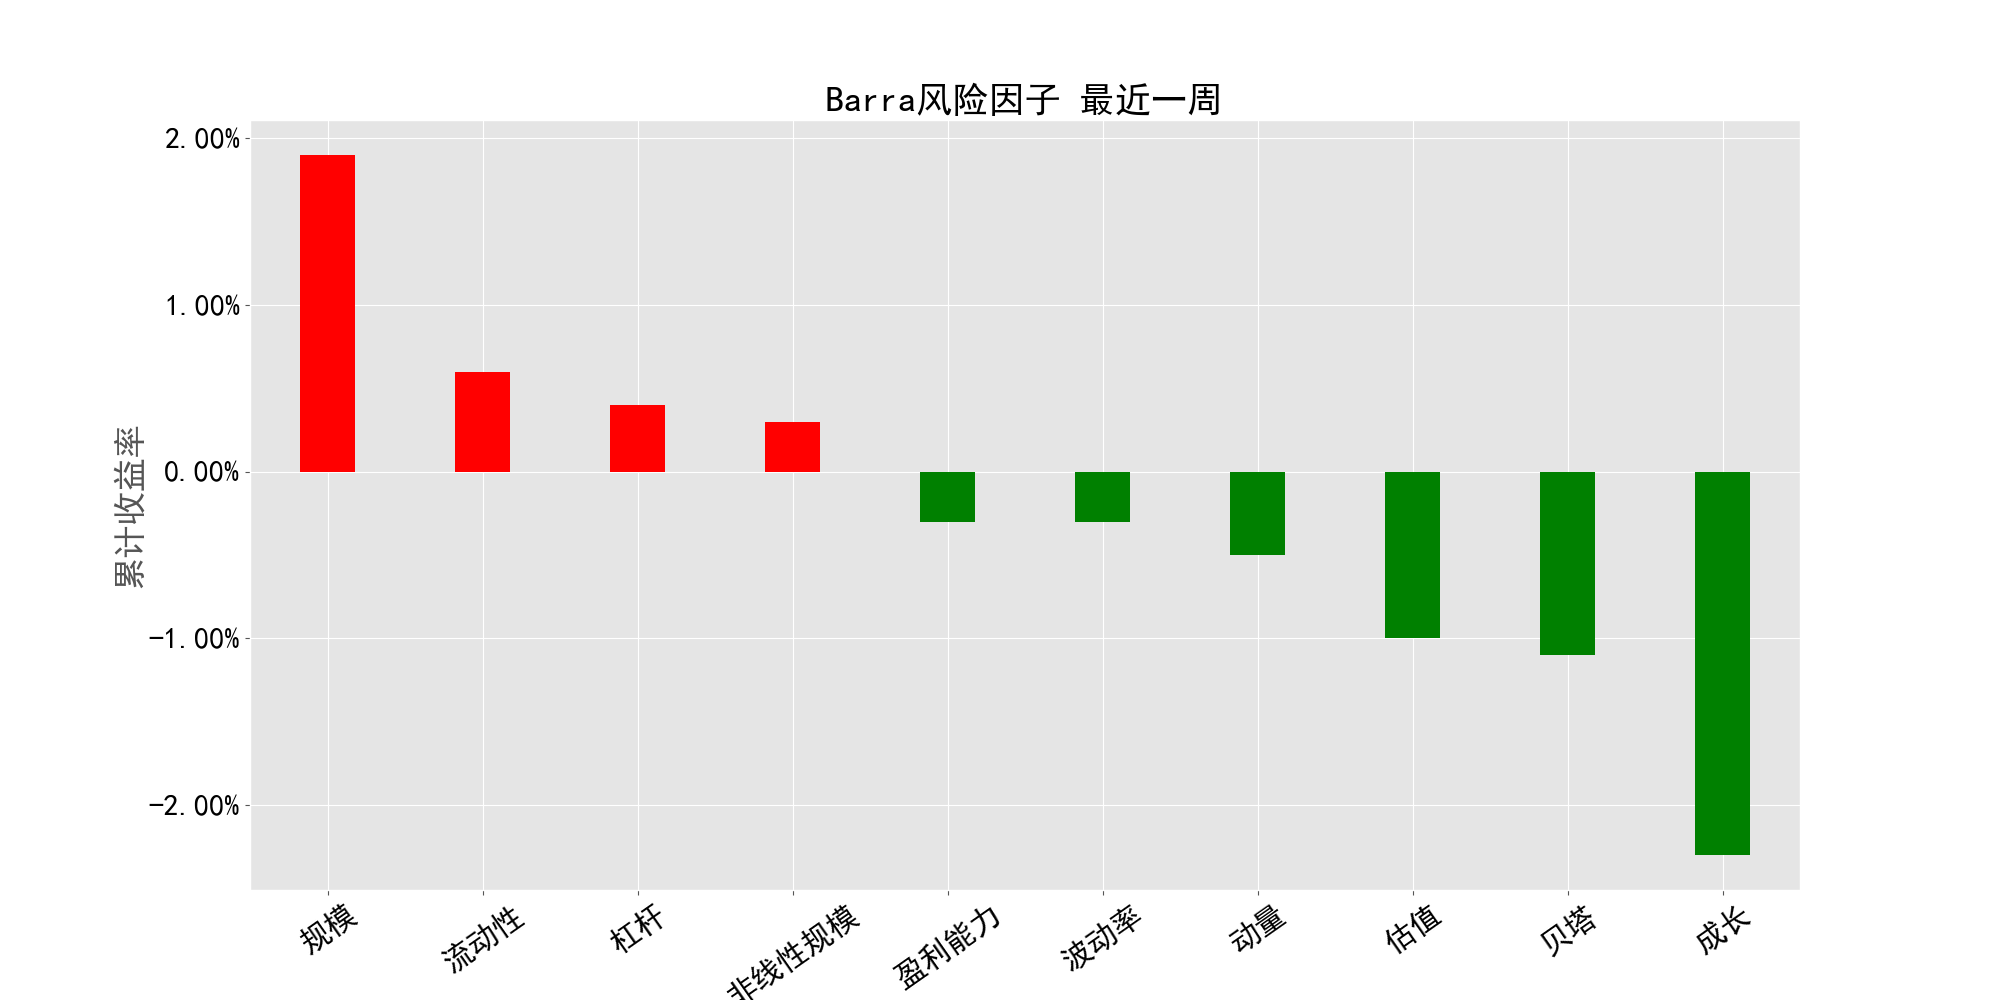 Barra风险因子 最近一周
累计收益率
2.00%
1.00%
0.00%
-1.00%
-2.00%
规模
流动性
杠杆
非线性规模
盈利能力
波动率
动量
估值
贝塔
成长